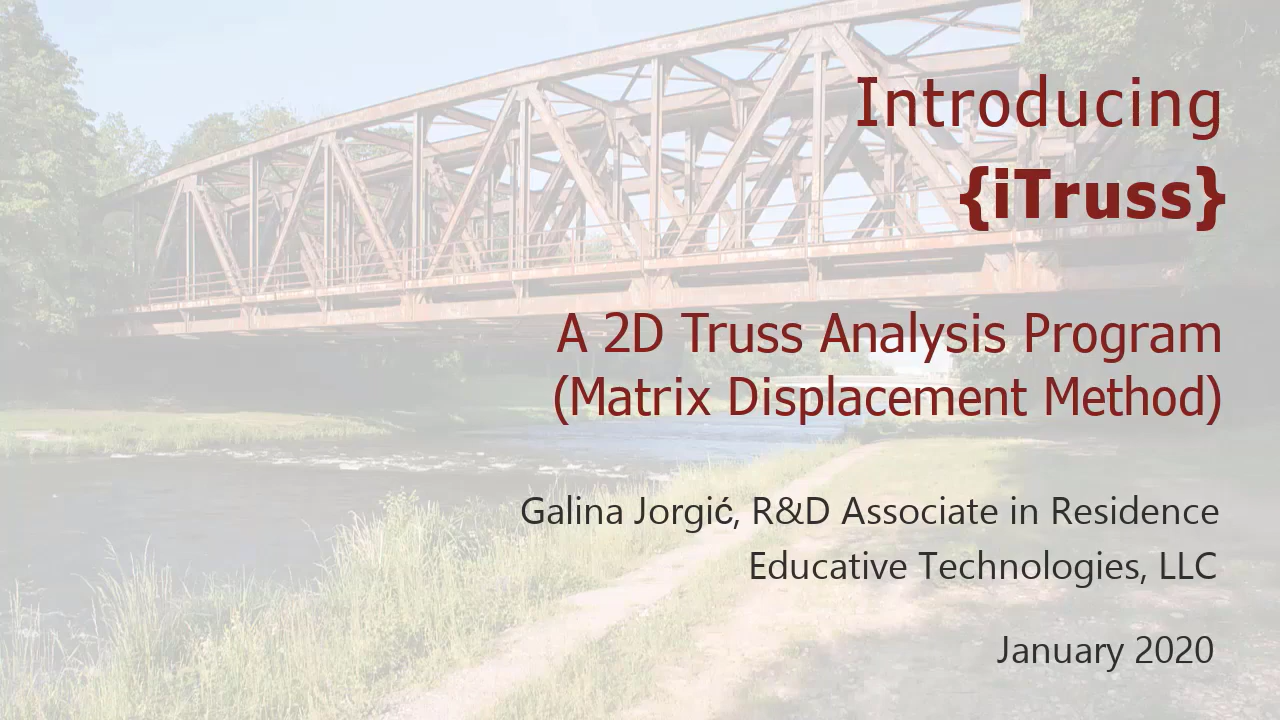 Introducing
{iTruss}
A 2D Truss Analysis Program
(Matrix Displacement Method)
Galina Jorgić, R&D Associate in Residence
Educative Technologies, LLC
January 2020